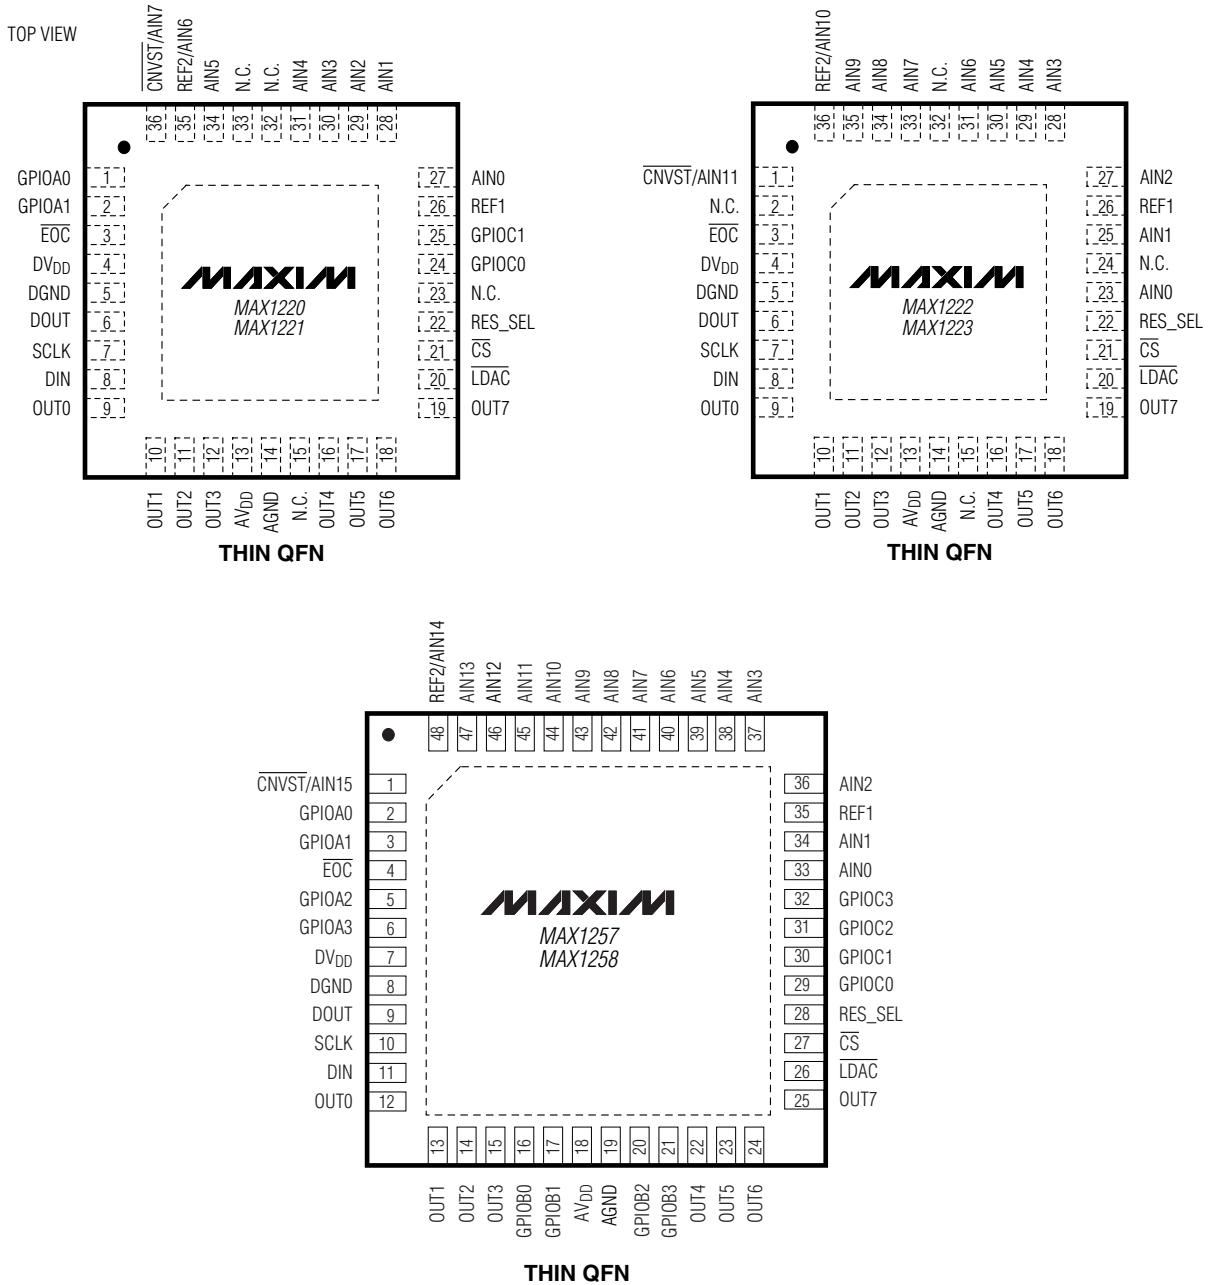 TOP VIEW
CNVST/AIN7
REF2/AIN6
AIN5
N.C.
N.C.
AIN4
AIN3
AIN2
AIN1
36
35
34
33
32
31
30
29
28
GPIOA0 1
GPIOA1 2
EOC 3
DVDD 4
DGND 5
DOUT 6
SCLK 7
DIN 8
OUT0 9
27 AIN0
26 REF1
25 GPIOC1
24 GPIOC0
23 N.C.
22 RES_SEL
21 CS
20 LDAC
19 OUT7
MAXIM
MAX1220
MAX1221
10
11
12
13
14
15
16
17
18
OUT1
OUT2
OUT3
AVDD
AGND
N.C.
OUT4
OUT5
OUT6
THIN QFN
REF2/AIN10
AIN9
AIN8
AIN7
N.C.
AIN6
AIN5
AIN4
AIN3
36
35
34
33
32
31
30
29
28
CNVST/AIN11 1
N.C. 2
EOC 3
DVDD 4
DGND 5
DOUT 6
SCLK 7
DIN 8
OUT0 9
27 AIN2
26 REF1
25 AIN1
24 N.C.
23 AIN0
22 RES_SEL
21 CS
20 LDAC
19 OUT7
MAXIM
MAX1222
MAX1223
10
11
12
13
14
15
16
17
18
OUT1
OUT2
OUT3
AVDD
AGND
N.C.
OUT4
OUT5
OUT6
THIN QFN
REF2/AIN14
AIN13
AIN12
AIN11
AIN10
AIN9
AIN8
AIN7
AIN6
AIN5
AIN4
AIN3
48
47
46
45
44
43
42
41
40
39
38
37
CNVST/AIN15 1
GPIOA0 2
GPIOA1 3
EOC 4
GPIOA2 5
GPIOA3 6
DVDD 7
DGND 8
DOUT 9
SCLK 10
DIN 11
OUT0 12
36 AIN2
35 REF1
34 AIN1
33 AIN0
32 GPIOC3
31 GPIOC2
30 GPIOC1
29 GPIOC0
28 RES_SEL
27 CS
26 LDAC
25 OUT7
MAXIM
MAX1257
MAX1258
13
14
15
16
17
18
19
20
21
22
23
24
OUT1
OUT2
OUT3
GPIOB0
GPIOB1
AVDD
AGND
GPIOB2
GPIOB3
OUT4
OUT5
OUT6
THIN QFN